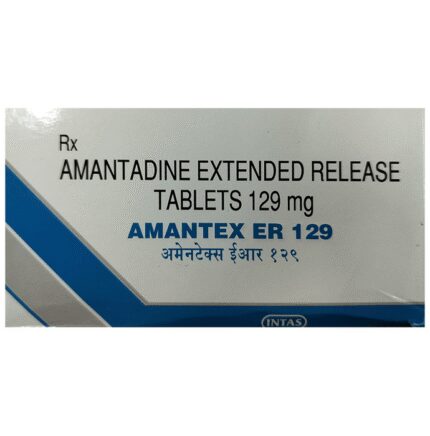 Rx
AMANTADINE EXTENDED RELEASE
TABLETS 129 mg
AMANTEX ER 129
अमेनटेक्स ईआर १२९
INTAS